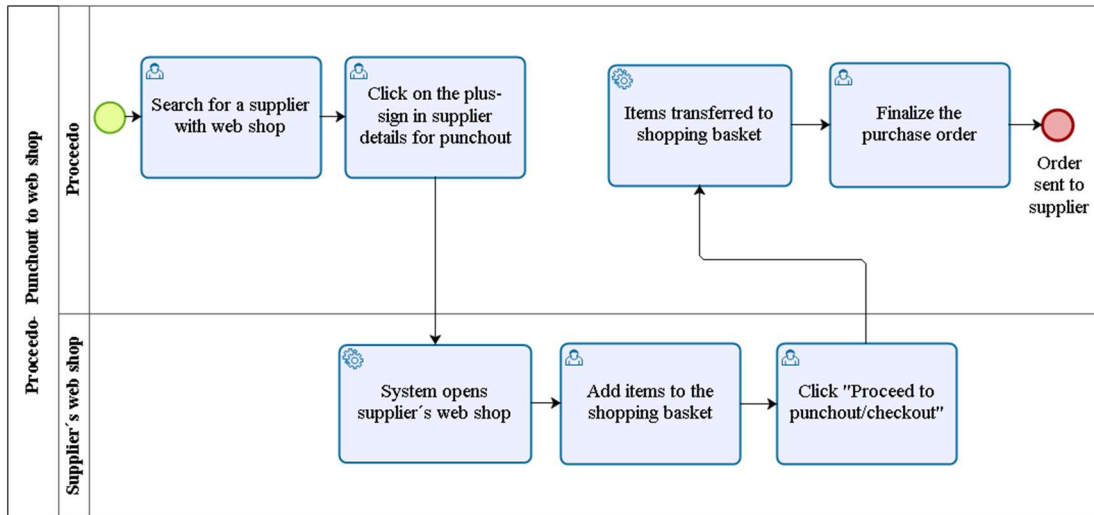 Proceedo- Punchout to web shop
Proceedo
Search for a supplier
with web shop
Click on the plus-
sign in supplier
details for punchout
Items transferred to
shopping basket
Finalize the
purchase order
Order
sent to
supplier
Supplier´s web shop
System opens
supplier´s web shop
Add items to the
shopping basket
Click "Proceed to
punchout/checkout"